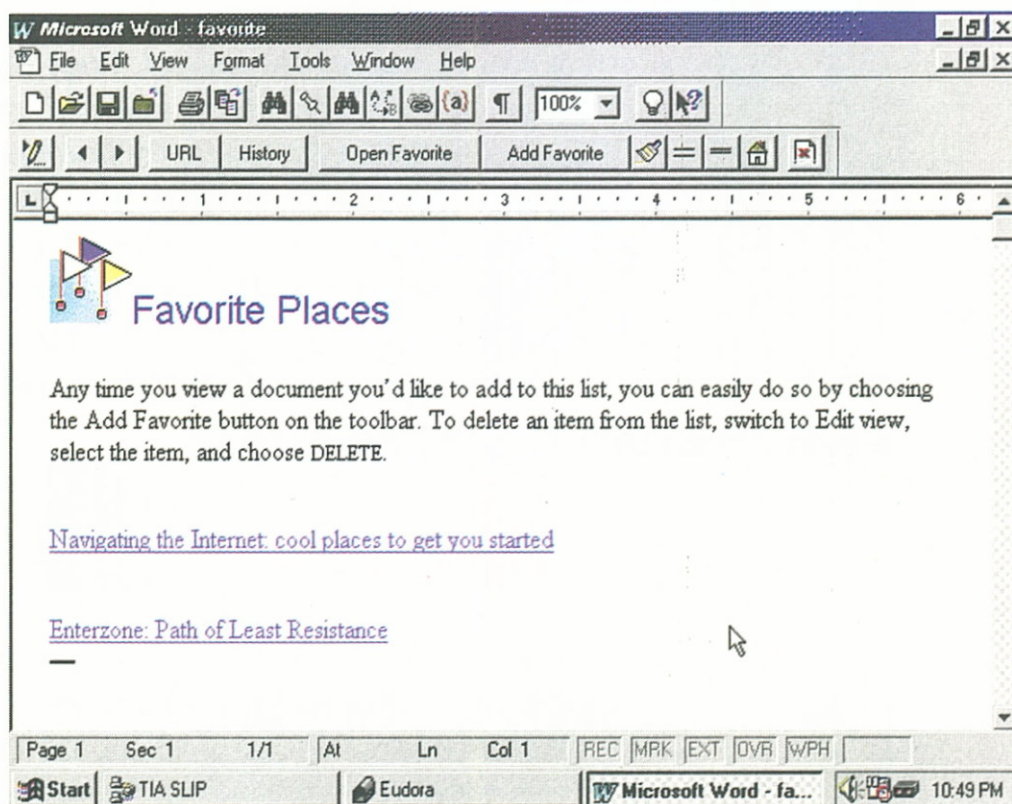 Microsoft Word - favorite
File Edit View Format Tools Window Help
100%
URL History Open Favorite Add Favorite
1 2 3 4 5 6
Favorite Places
Any time you view a document you'd like to add to this list, you can easily do so by choosing
the Add Favorite button on the toolbar. To delete an item from the list, switch to Edit view,
select the item, and choose DELETE.
Navigating the Internet: cool places to get you started
Enterzone: Path of Least Resistance
Page 1 Sec 1 1/1 At Ln Col 1 REC MRK EXT OVR WPH
Start TIA SLIP Eudora Microsoft Word - fa... 10:49 PM